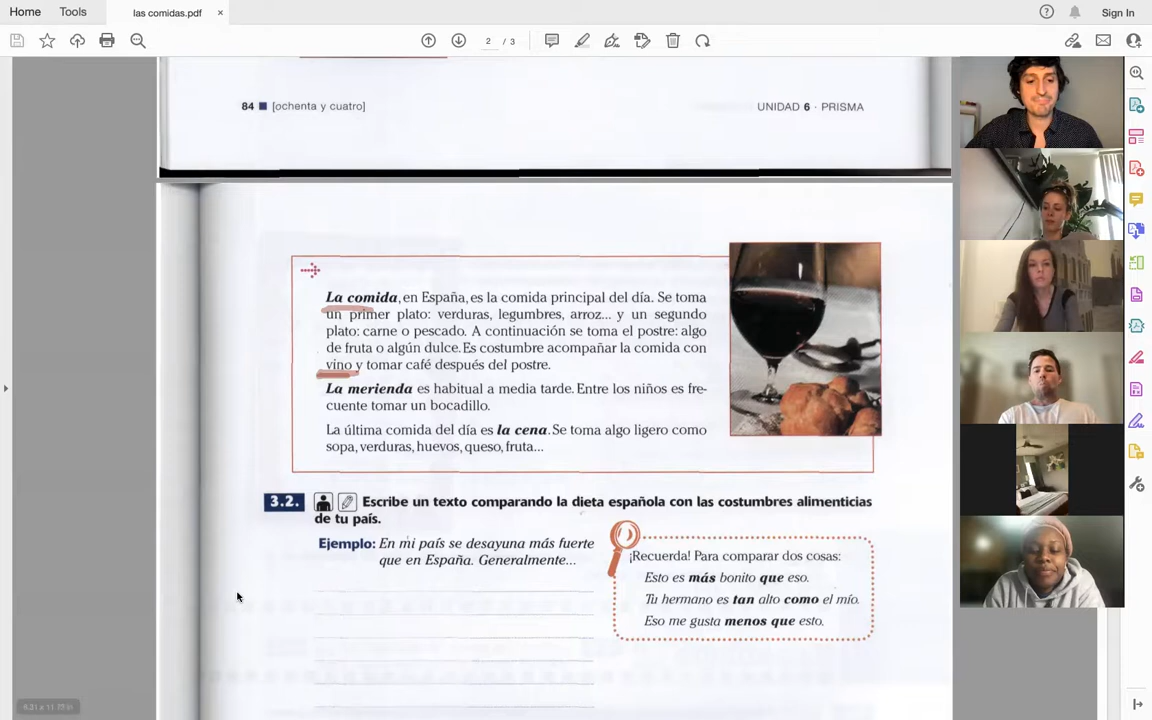 Home
Tools
las comidas.pdf ×
Sign In
2 / 3
84 ■ [ochenta y cuatro]
UNIDAD 6 · PRISMA
La comida, en España, es la comida principal del día. Se toma
un primer plato: verduras, legumbres, arroz... y un segundo
plato: carne o pescado. A continuación se toma el postre: algo
de fruta o algún dulce. Es costumbre acompañar la comida con
vino y tomar café después del postre.
La merienda es habitual a media tarde. Entre los niños es fre-
cuente tomar un bocadillo.
La última comida del día es la cena. Se toma algo ligero como
sopa, verduras, huevos, queso, fruta...
3.2. Escribe un texto comparando la dieta española con las costumbres alimenticias
de tu país.
Ejemplo: En mi país se desayuna más fuerte
que en España. Generalmente...
¡Recuerda! Para comparar dos cosas:
Esto es más bonito que eso.
Tu hermano es tan alto como el mío.
Eso me gusta menos que esto.